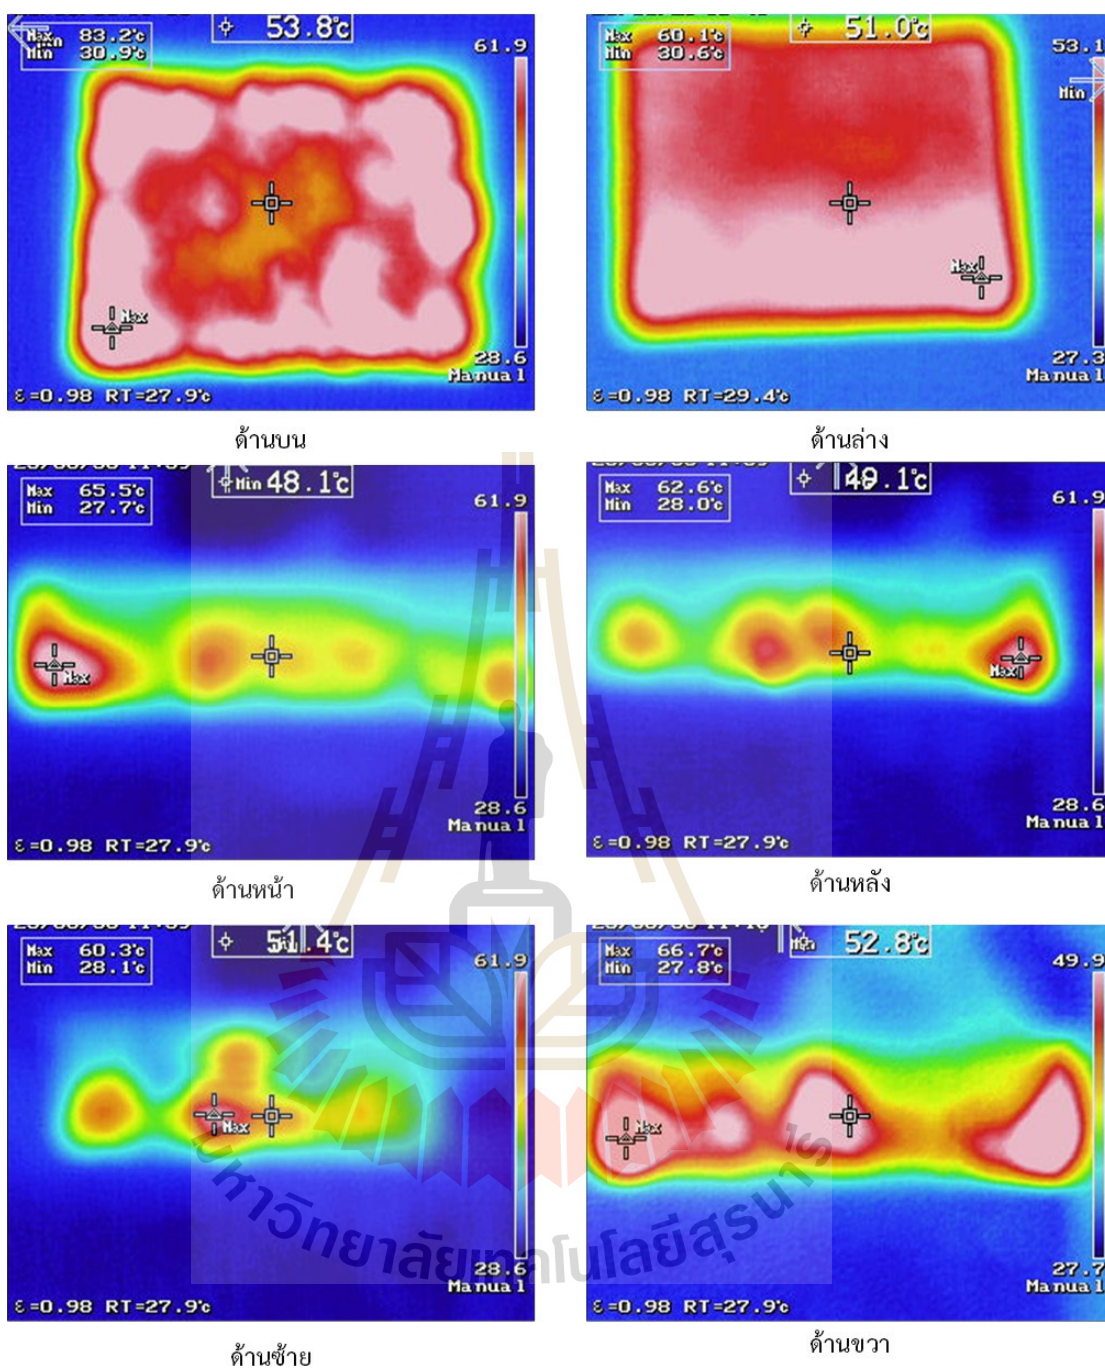 Max 83.2℃
Min 30.9℃
53.8℃
61.9
Max
28.6
Manual
ε=0.98 RT=27.9℃
ด้านบน
Max 60.1℃
Min 30.6℃
51.0℃
53.1
Min
Max
27.3
Manual
ε=0.98 RT=29.4℃
ด้านล่าง
Max 65.5℃
Min 27.7℃
Min 48.1℃
61.9
Max
28.6
Manual
ε=0.98 RT=27.9℃
ด้านหน้า
Max 62.6℃
Min 28.0℃
49.1℃
61.9
Max
28.6
Manual
ε=0.98 RT=27.9℃
ด้านหลัง
Max 60.3℃
Min 28.1℃
51.4℃
61.9
Max
28.6
Manual
ε=0.98 RT=27.9℃
ด้านซ้าย
Max 66.7℃
Min 27.8℃
52.8℃
49.9
Max
27.7
Manual
ε=0.98 RT=27.9℃
ด้านขวา
มหาวิทยาลัยเทคโนโลยีสุรนารี